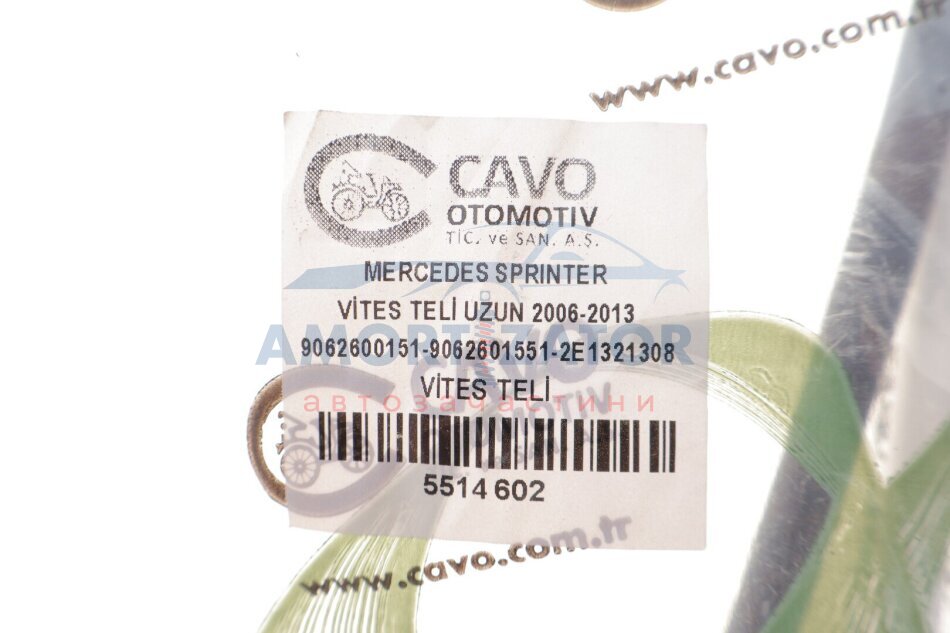 www.cavo.com.tr
CAVO
OTOMOTIV
TİC. ve SAN. A.Ş.
MERCEDES SPRINTER
VİTES TELİ UZUN 2006-2013
AMORTIZATOR
9062600151-9062601551-2E1321308
VİTES TELİ
автозапчастини
5514 602
www.cavo.com.tr